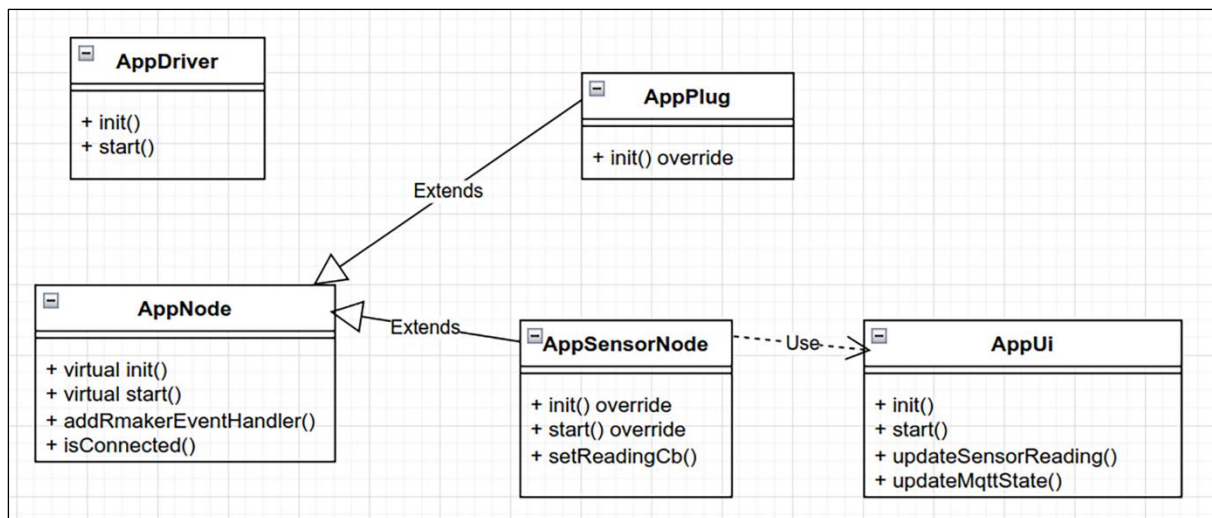 AppDriver
+ init()
+ start()
AppPlug
+ init() override
Extends
AppNode
+ virtual init()
+ virtual start()
+ addRmakerEventHandler()
+ isConnected()
Extends
AppSensorNode
+ init() override
+ start() override
+ setReadingCb()
Use
AppUi
+ init()
+ start()
+ updateSensorReading()
+ updateMqttState()